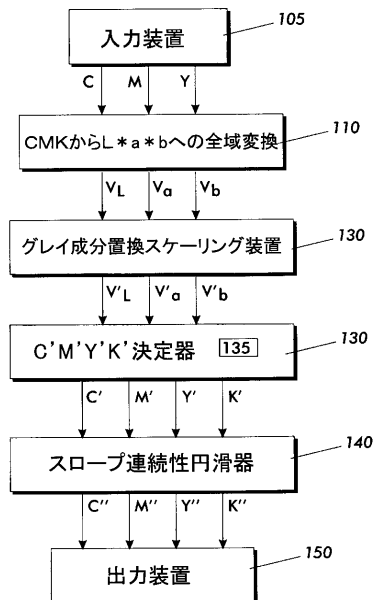 105
入力装置
C M Y
110
CMKからL*a*bへの全域変換
VL Va Vb
130
グレイ成分置換スケーリング装置
V'L V'a V'b
130
C'M'Y'K'決定器 135
C' M' Y' K'
140
スロープ連続性円滑器
C'' M'' Y'' K''
150
出力装置